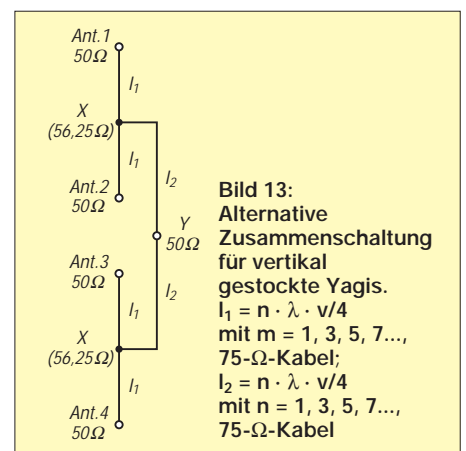 Ant.1
50Ω
l₁
X
(56,25Ω)
l₁
l₂
Ant.2
50Ω
Y
50Ω
Ant.3
50Ω
l₁
l₂
X
(56,25Ω)
l₁
Ant.4
50Ω
Bild 13:
Alternative
Zusammenschaltung
für vertikal
gestockte Yagis.
l₁ = n · λ · v/4
mit m = 1, 3, 5, 7...,
75-Ω-Kabel;
l₂ = n · λ · v/4
mit n = 1, 3, 5, 7...,
75-Ω-Kabel